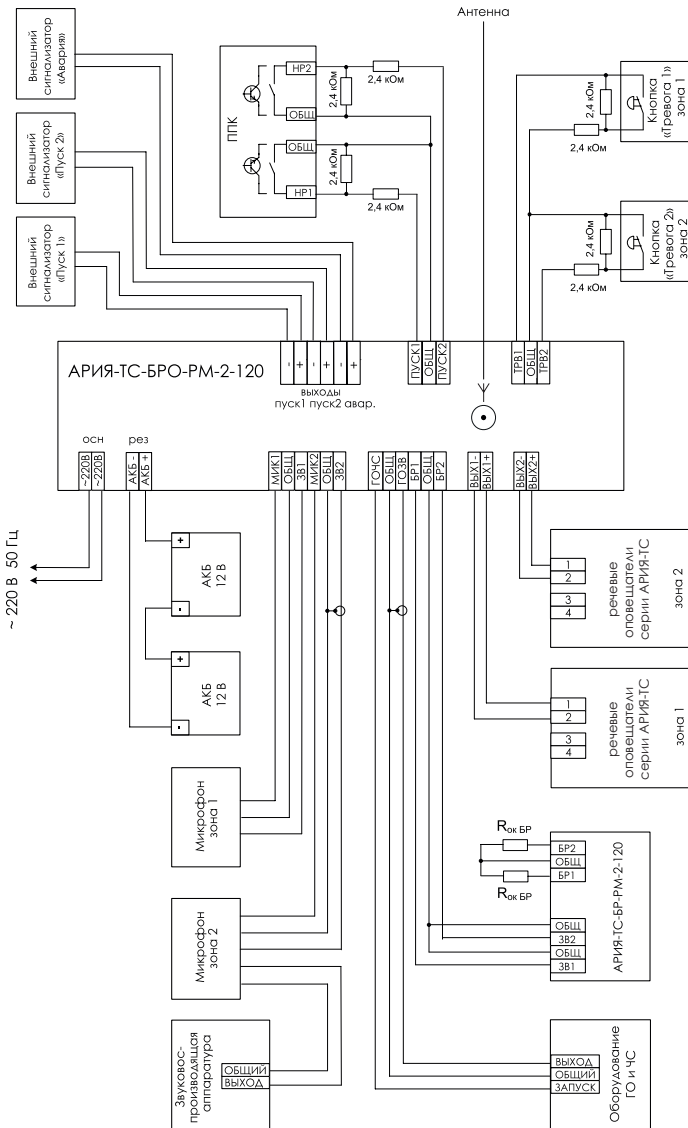 Антенна
Внешний
сигнализатор
«Авария»
Внешний
сигнализатор
«Пуск 2»
Внешний
сигнализатор
«Пуск 1»
ППК
НР2
ОБЩ
ОБЩ
НР1
2,4 кОм
2,4 кОм
2,4 кОм
2,4 кОм
Кнопка
«Тревога 1»
зона 1
2,4 кОм
2,4 кОм
Кнопка
«Тревога 2»
зона 2
2,4 кОм
2,4 кОм
АРИЯ-ТС-БРО-РМ-2-120
-
+
-
+
-
+
выходы
пуск1 пуск2 авар.
ПУСК1
ОБЩ
ПУСК2
ТРВ1
ОБЩ
ТРВ2
осн
рез
~220В
~220В
АКБ -
АКБ +
МИК1
ОБЩ
ЗВ1
МИК2
ОБЩ
ЗВ2
ГОЧС
ОБЩ
ГОЗВ
БР1
ОБЩ
БР2
ВЫХ1-
ВЫХ1+
ВЫХ2-
ВЫХ2+
~ 220 В 50 Гц
+
АКБ
12 В
-
+
АКБ
12 В
-
Микрофон
зона 1
Микрофон
зона 2
Звуковос-
производящая
аппаратура
ОБЩИЙ
ВЫХОД
1
2
3
4
речевые
оповещатели
серии АРИЯ-ТС
зона 2
1
2
3
4
речевые
оповещатели
серии АРИЯ-ТС
зона 1
Rок БР
Rок БР
БР2
ОБЩ
БР1
ОБЩ
ЗВ2
ОБЩ
ЗВ1
АРИЯ-ТС-БР-РМ-2-120
ВЫХОД
ОБЩИЙ
ЗАПУСК
Оборудование
ГО и ЧС